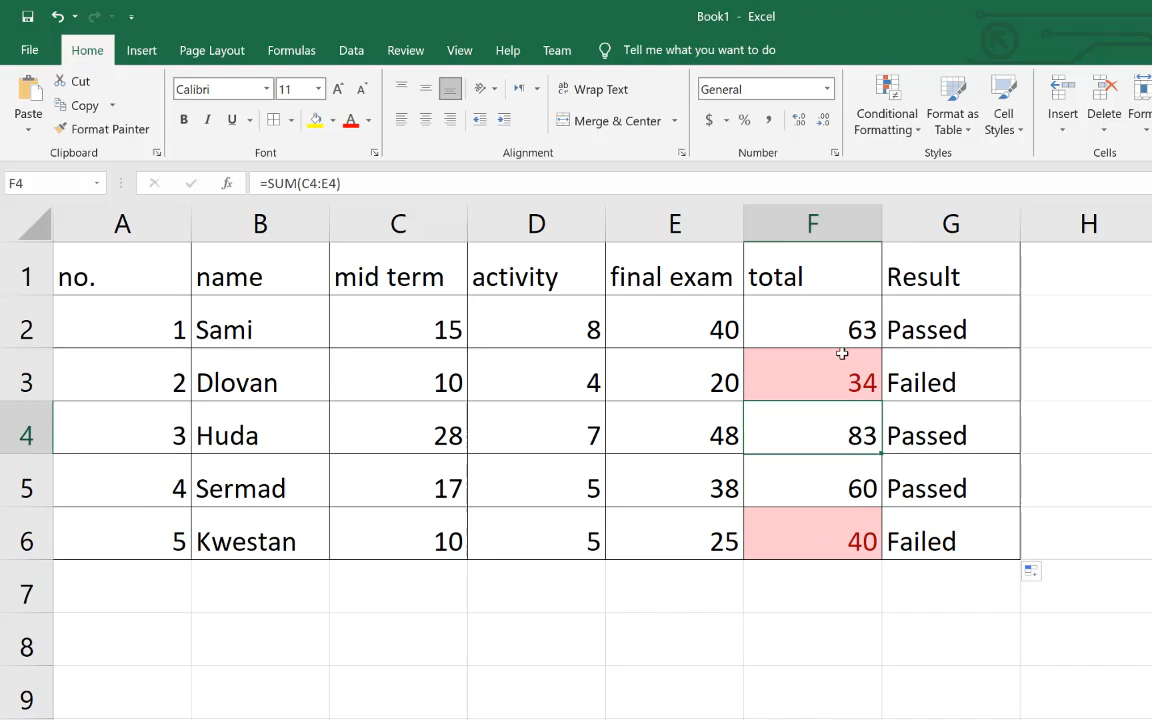 Book1 - Excel
File Home Insert Page Layout Formulas Data Review View Help Team Tell me what you want to do
Paste Cut Copy Format Painter
Clipboard
Calibri 11 A A
B I U A
Font
Wrap Text
Merge & Center
Alignment
General
$ % , .0 .00
Number
Conditional Formatting Format as Table Cell Styles
Styles
Insert Delete Form
Cells
F4 fx =SUM(C4:E4)
A B C D E F G H
1 no. name mid term activity final exam total Result
2 1 Sami 15 8 40 63 Passed
3 2 Dlovan 10 4 20 34 Failed
4 3 Huda 28 7 48 83 Passed
5 4 Sermad 17 5 38 60 Passed
6 5 Kwestan 10 5 25 40 Failed
7
8
9